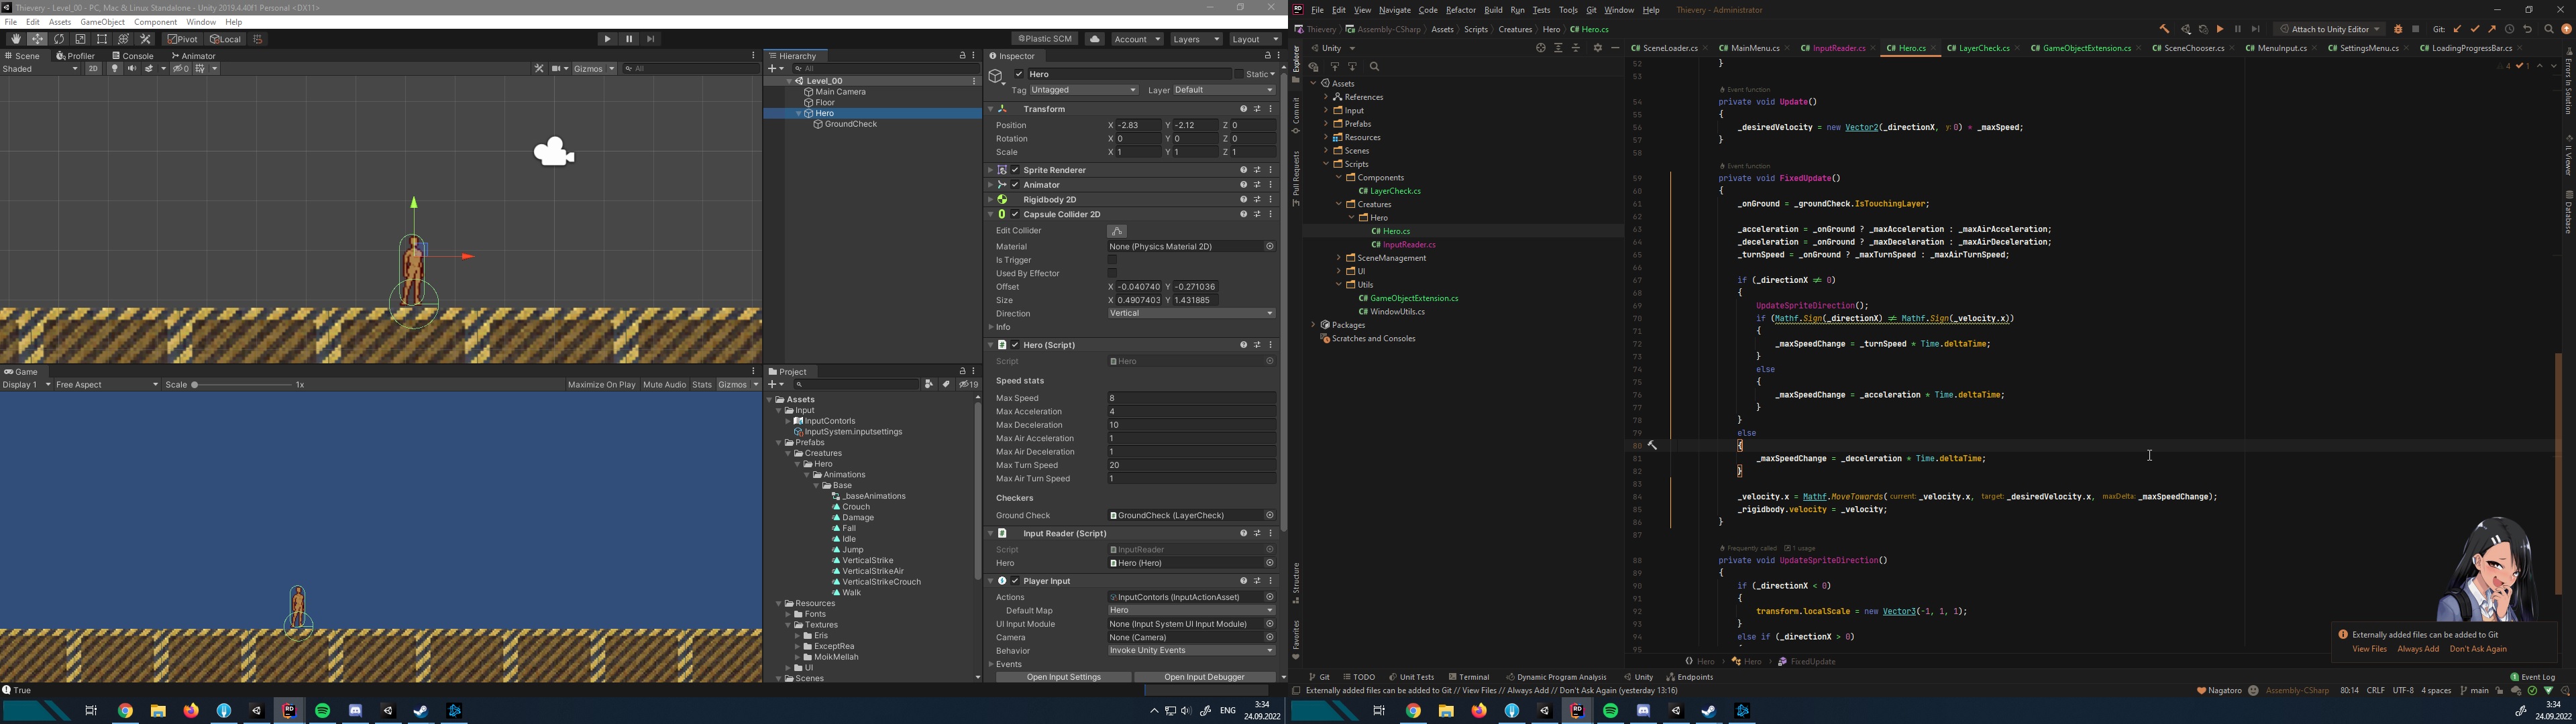 Thievery - Level_00 - PC, Mac & Linux Standalone - Unity 2019.4.40f1 Personal <DX11>
File Edit Assets GameObject Component Window Help
Pivot Local Plastic SCM Account Layers Layout
Scene Profiler Console Animator
Shaded 2D 0 Gizmos All
Game
Display 1 Free Aspect Scale 1x Maximize On Play Mute Audio Stats Gizmos
True
Hierarchy
All
Level_00
Main Camera
Floor
Hero
GroundCheck
Project
19
Assets
Input
InputContorls
InputSystem.inputsettings
Prefabs
Creatures
Hero
Animations
Base
_baseAnimations
Crouch
Damage
Fall
Idle
Jump
VerticalStrike
VerticalStrikeAir
VerticalStrikeCrouch
Walk
Resources
Fonts
Textures
Eris
ExceptRea
MoikMellah
UI
Scenes
Inspector
Hero Static
Tag Untagged Layer Default
Transform
Position X -2.83 Y -2.12 Z 0
Rotation X 0 Y 0 Z 0
Scale X 1 Y 1 Z 1
Sprite Renderer
Animator
Rigidbody 2D
Capsule Collider 2D
Edit Collider
Material None (Physics Material 2D)
Is Trigger
Used By Effector
Offset X -0.040740 Y -0.271036
Size X 0.4907403 Y 1.431885
Direction Vertical
Info
Hero (Script)
Script Hero
Speed stats
Max Speed 8
Max Acceleration 4
Max Deceleration 10
Max Air Acceleration 1
Max Air Deceleration 1
Max Turn Speed 20
Max Air Turn Speed 1
Checkers
Ground Check GroundCheck (LayerCheck)
Input Reader (Script)
Script InputReader
Hero Hero (Hero)
Player Input
Actions InputContorls (InputActionAsset)
Default Map Hero
UI Input Module None (Input System UI Input Module)
Camera None (Camera)
Behavior Invoke Unity Events
Events
Open Input Settings Open Input Debugger
ENG 3:34
24.09.2022
File Edit View Navigate Code Refactor Build Run Tests Tools Git Window Help Thievery - Administrator
Thievery Assembly-CSharp Assets Scripts Creatures Hero C# Hero.cs
Attach to Unity Editor Git:
Unity
C# SceneLoader.cs C# MainMenu.cs C# InputReader.cs C# Hero.cs C# LayerCheck.cs C# GameObjectExtension.cs C# SceneChooser.cs C# MenuInput.cs C# SettingsMenu.cs C# LoadingProgressBar.cs
Explorer
Commit
Pull Requests
Structure
Favorites
Assets
References
Input
Prefabs
Resources
Scenes
Scripts
Components
C# LayerCheck.cs
Creatures
Hero
C# Hero.cs
C# InputReader.cs
SceneManagement
UI
Utils
C# GameObjectExtension.cs
C# WindowUtils.cs
Packages
Scratches and Consoles
4 1
52 }
53
Event function
54 private void Update()
55 {
56 _desiredVelocity = new Vector2(_directionX, y:0) * _maxSpeed;
57 }
58
Event function
59 private void FixedUpdate()
60 {
61 _onGround = _groundCheck.IsTouchingLayer;
62
63 _acceleration = _onGround ? _maxAcceleration : _maxAirAcceleration;
64 _deceleration = _onGround ? _maxDeceleration : _maxAirDeceleration;
65 _turnSpeed = _onGround ? _maxTurnSpeed : _maxAirTurnSpeed;
66
67 if (_directionX ≠ 0)
68 {
69 UpdateSpriteDirection();
70 if (Mathf.Sign(_directionX) ≠ Mathf.Sign(_velocity.x))
71 {
72 _maxSpeedChange = _turnSpeed * Time.deltaTime;
73 }
74 else
75 {
76 _maxSpeedChange = _acceleration * Time.deltaTime;
77 }
78 }
79 else
80 {
81 _maxSpeedChange = _deceleration * Time.deltaTime;
82 }
83
84 _velocity.x = Mathf.MoveTowards( current: _velocity.x, target: _desiredVelocity.x, maxDelta: _maxSpeedChange);
85 _rigidbody.velocity = _velocity;
86 }
87
Frequently called 1 usage
88 private void UpdateSpriteDirection()
89 {
90 if (_directionX < 0)
91 {
92 transform.localScale = new Vector3(-1, 1, 1);
93 }
94 else if (_directionX > 0)
95
Errors In Solution
IL Viewer
Database
Externally added files can be added to Git
View Files Always Add Don't Ask Again
Hero Hero FixedUpdate
Git TODO Unit Tests Terminal Dynamic Program Analysis Unity Endpoints Event Log
Externally added files can be added to Git // View Files // Always Add // Don't Ask Again (yesterday 13:16) Nagatoro Assembly-CSharp 80:14 CRLF UTF-8 4 spaces main
3:34
24.09.2022